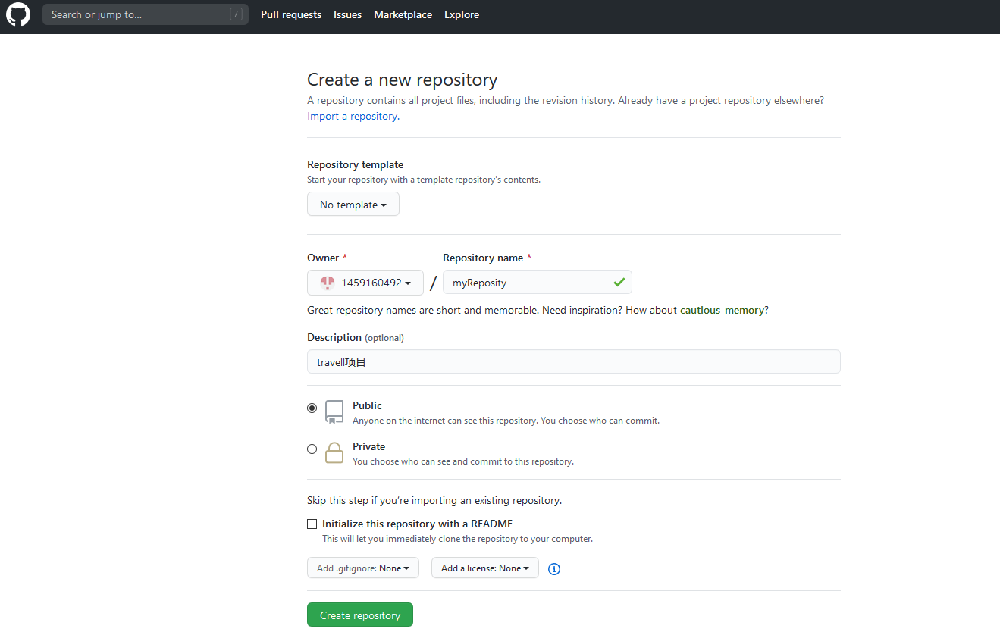 Search or jump to... /
Pull requests Issues Marketplace Explore
Create a new repository
A repository contains all project files, including the revision history. Already have a project repository elsewhere?
Import a repository.
Repository template
Start your repository with a template repository's contents.
No template
Owner * Repository name *
1459160492 / myReposity
Great repository names are short and memorable. Need inspiration? How about cautious-memory?
Description (optional)
travell项目
Public
Anyone on the internet can see this repository. You choose who can commit.
Private
You choose who can see and commit to this repository.
Skip this step if you're importing an existing repository.
Initialize this repository with a README
This will let you immediately clone the repository to your computer.
Add .gitignore: None Add a license: None
Create repository